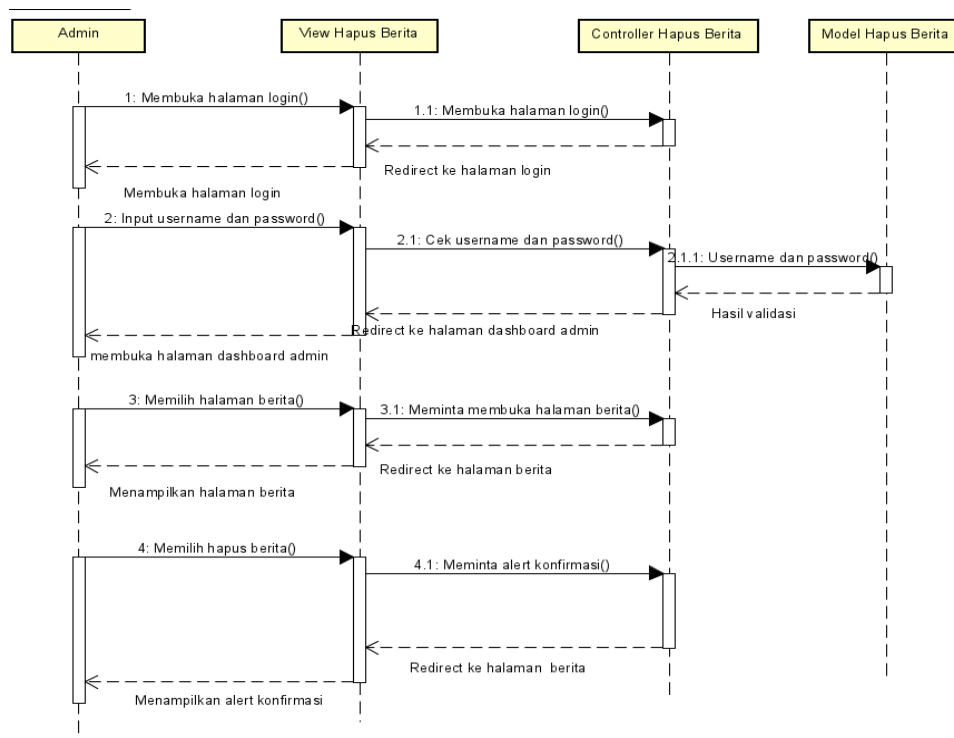 Admin
View Hapus Berita
Controller Hapus Berita
Model Hapus Berita
1: Membuka halaman login()
1.1: Membuka halaman login()
Redirect ke halaman login
Membuka halaman login
2: Input username dan password()
2.1: Cek username dan password()
2.1.1: Username dan password()
Hasil validasi
Redirect ke halaman dashboard admin
membuka halaman dashboard admin
3: Memilih halaman berita()
3.1: Meminta membuka halaman berita()
Redirect ke halaman berita
Menampilkan halaman berita
4: Memilih hapus berita()
4.1: Meminta alert konfirmasi()
Redirect ke halaman berita
Menampilkan alert konfirmasi